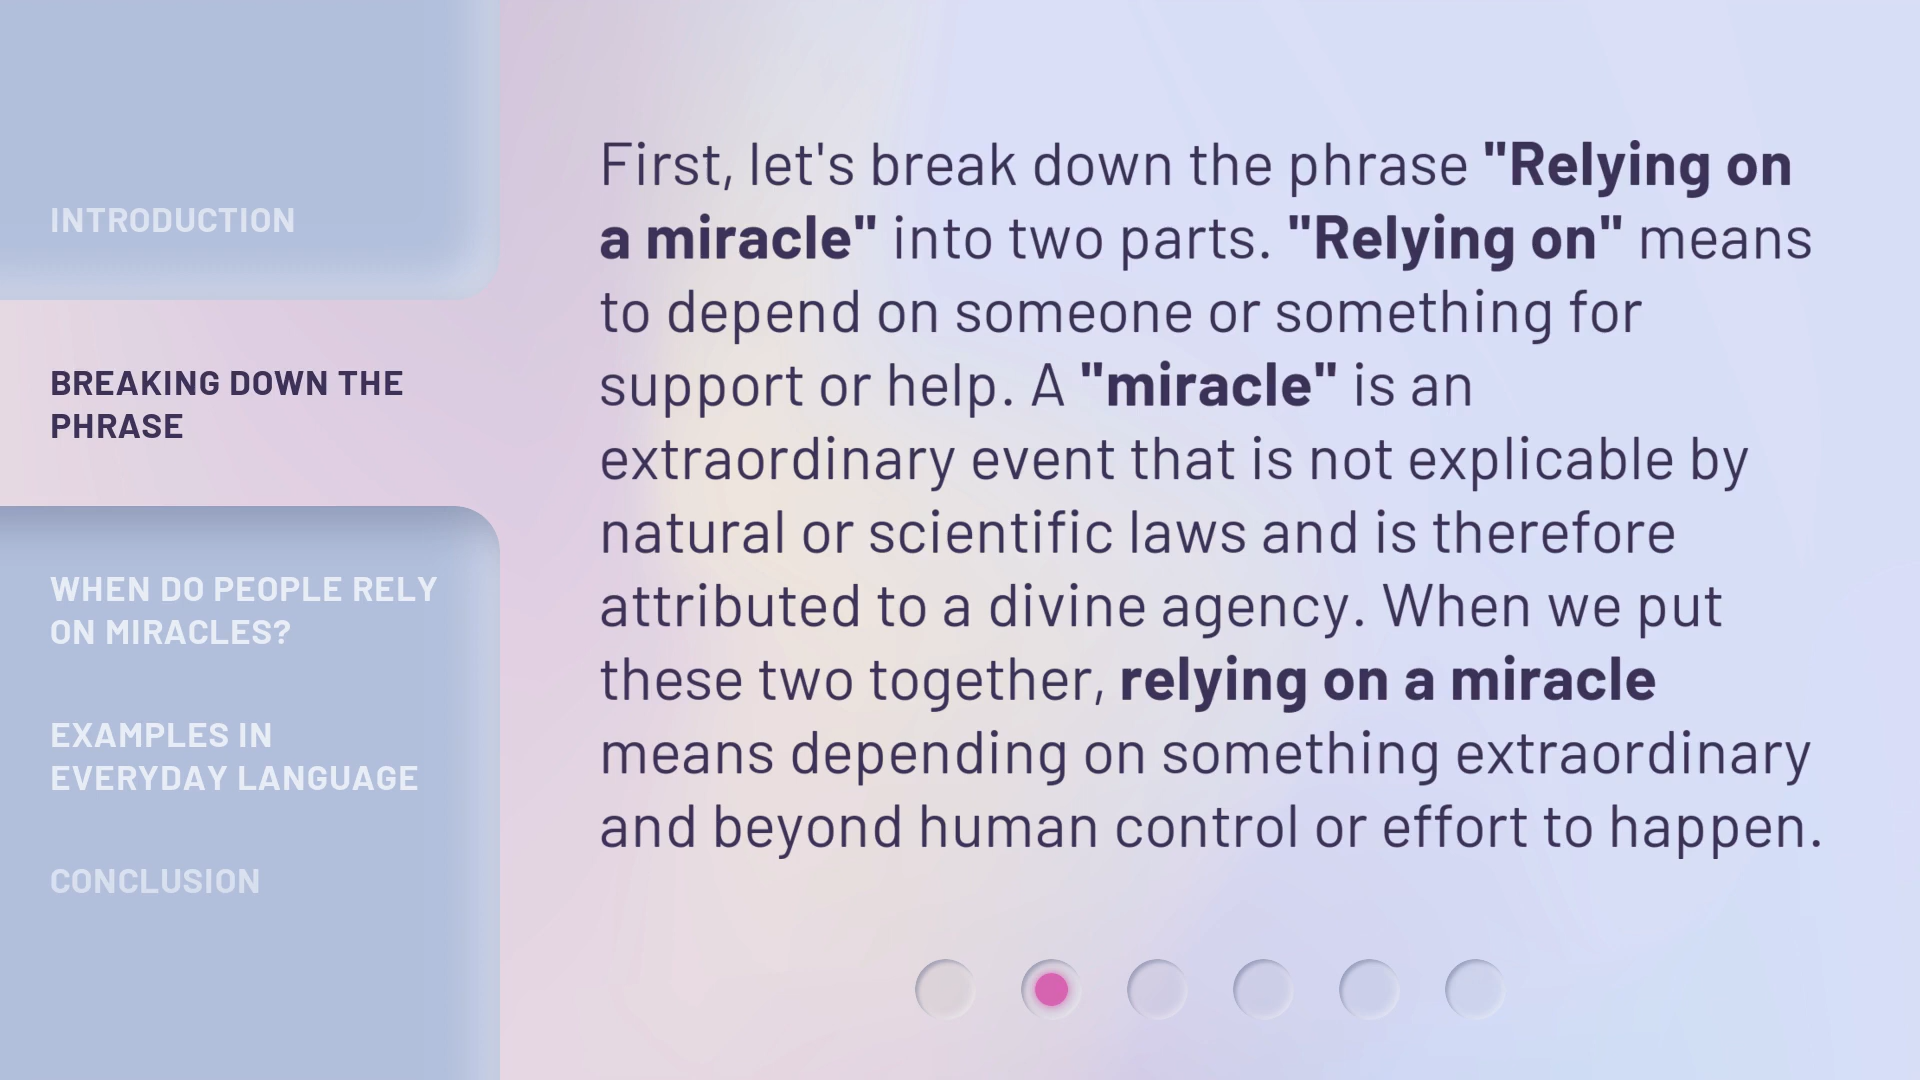 INTRODUCTION
BREAKING DOWN THE
PHRASE
WHEN DO PEOPLE RELY
ON MIRACLES?
EXAMPLES IN
EVERYDAY LANGUAGE
CONCLUSION
First, let's break down the phrase "Relying on
a miracle" into two parts. "Relying on" means
to depend on someone or something for
support or help. A "miracle" is an
extraordinary event that is not explicable by
natural or scientific laws and is therefore
attributed to a divine agency. When we put
these two together, relying on a miracle
means depending on something extraordinary
and beyond human control or effort to happen.